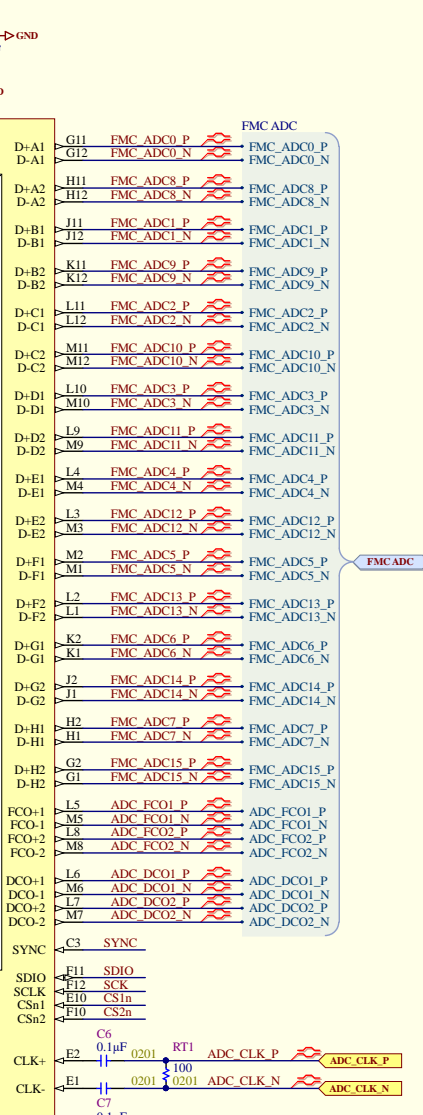 GND
FMC ADC
D+A1 G11 FMC_ADC0_P FMC_ADC0_P
D-A1 G12 FMC_ADC0_N FMC_ADC0_N
D+A2 H11 FMC_ADC8_P FMC_ADC8_P
D-A2 H12 FMC_ADC8_N FMC_ADC8_N
D+B1 J11 FMC_ADC1_P FMC_ADC1_P
D-B1 J12 FMC_ADC1_N FMC_ADC1_N
D+B2 K11 FMC_ADC9_P FMC_ADC9_P
D-B2 K12 FMC_ADC9_N FMC_ADC9_N
D+C1 L11 FMC_ADC2_P FMC_ADC2_P
D-C1 L12 FMC_ADC2_N FMC_ADC2_N
D+C2 M11 FMC_ADC10_P FMC_ADC10_P
D-C2 M12 FMC_ADC10_N FMC_ADC10_N
D+D1 L10 FMC_ADC3_P FMC_ADC3_P
D-D1 M10 FMC_ADC3_N FMC_ADC3_N
D+D2 L9 FMC_ADC11_P FMC_ADC11_P
D-D2 M9 FMC_ADC11_N FMC_ADC11_N
D+E1 L4 FMC_ADC4_P FMC_ADC4_P
D-E1 M4 FMC_ADC4_N FMC_ADC4_N
D+E2 L3 FMC_ADC12_P FMC_ADC12_P
D-E2 M3 FMC_ADC12_N FMC_ADC12_N
D+F1 M2 FMC_ADC5_P FMC_ADC5_P FMC ADC
D-F1 M1 FMC_ADC5_N FMC_ADC5_N
D+F2 L2 FMC_ADC13_P FMC_ADC13_P
D-F2 L1 FMC_ADC13_N FMC_ADC13_N
D+G1 K2 FMC_ADC6_P FMC_ADC6_P
D-G1 K1 FMC_ADC6_N FMC_ADC6_N
D+G2 J2 FMC_ADC14_P FMC_ADC14_P
D-G2 J1 FMC_ADC14_N FMC_ADC14_N
D+H1 H2 FMC_ADC7_P FMC_ADC7_P
D-H1 H1 FMC_ADC7_N FMC_ADC7_N
D+H2 G2 FMC_ADC15_P FMC_ADC15_P
D-H2 G1 FMC_ADC15_N FMC_ADC15_N
FCO+1 L5 ADC_FCO1_P ADC_FCO1_P
FCO-1 M5 ADC_FCO1_N ADC_FCO1_N
FCO+2 L8 ADC_FCO2_P ADC_FCO2_P
FCO-2 M8 ADC_FCO2_N ADC_FCO2_N
DCO+1 L6 ADC_DCO1_P ADC_DCO1_P
DCO-1 M6 ADC_DCO1_N ADC_DCO1_N
DCO+2 L7 ADC_DCO2_P ADC_DCO2_P
DCO-2 M7 ADC_DCO2_N ADC_DCO2_N
SYNC C3 SYNC
SDIO F11 SDIO
SCLK F12 SCK
CSn1 E10 CS1n
CSn2 F10 CS2n
C6
0.1µF RT1
CLK+ E2 0201 ADC_CLK_P ADC_CLK_P
100
CLK- E1 0201 0201 ADC_CLK_N ADC_CLK_N
C7